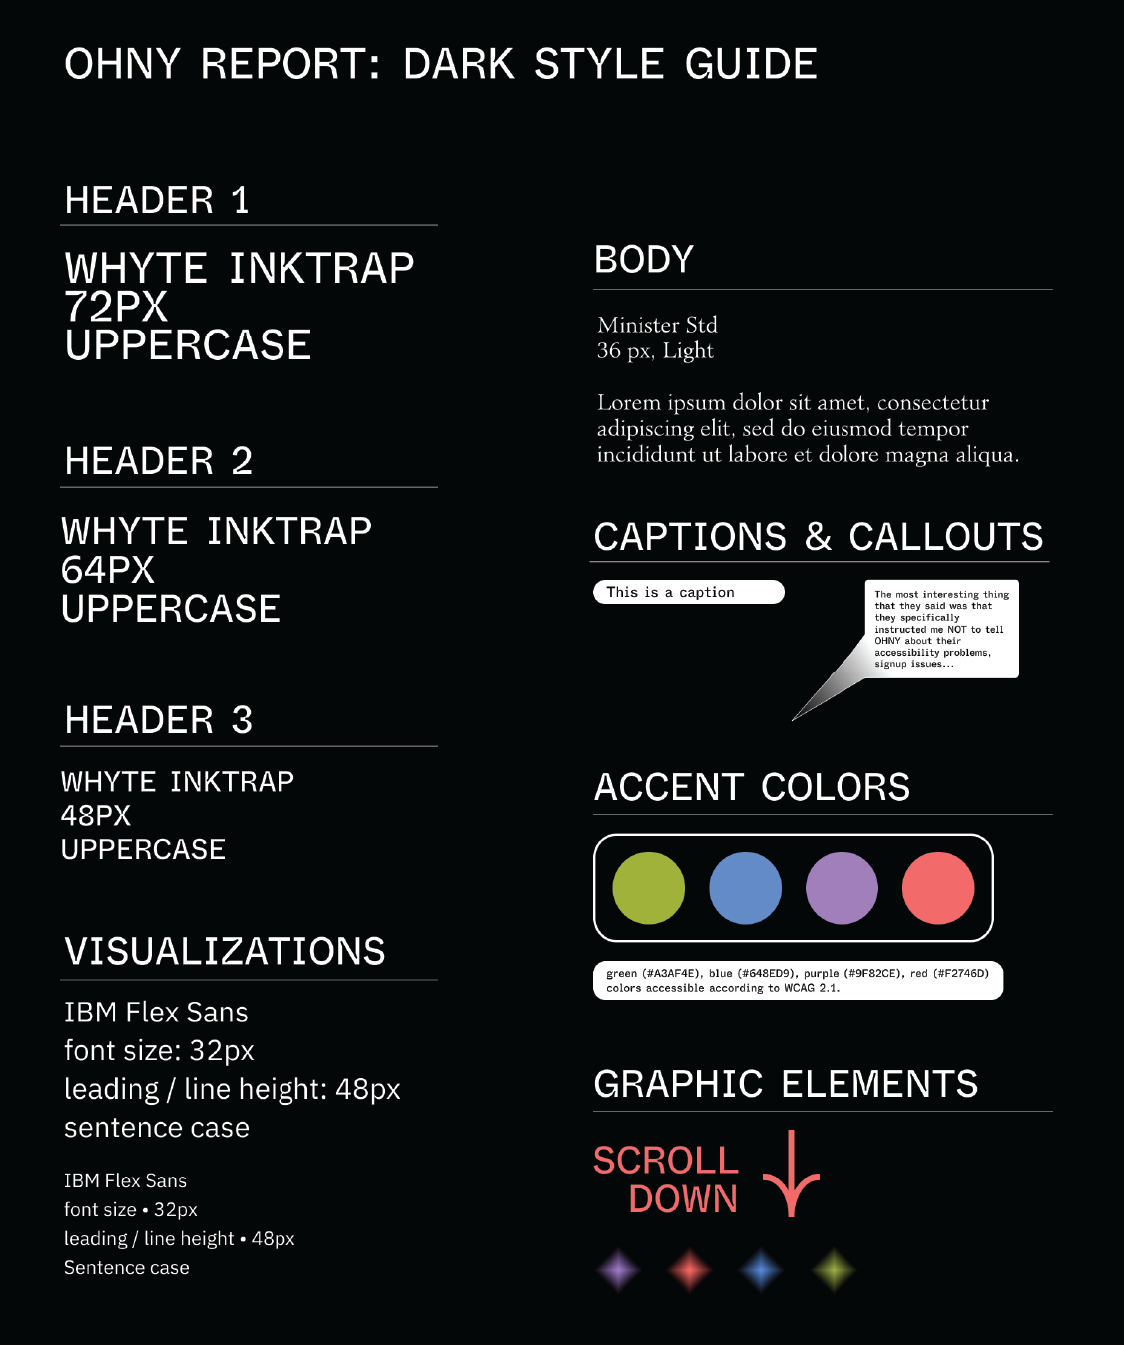 OHNY REPORT: DARK STYLE GUIDE
HEADER 1
WHYTE INKTRAP
72PX
UPPERCASE
HEADER 2
WHYTE INKTRAP
64PX
UPPERCASE
HEADER 3
WHYTE INKTRAP
48PX
UPPERCASE
VISUALIZATIONS
IBM Flex Sans
font size: 32px
leading / line height: 48px
sentence case
IBM Flex Sans
font size • 32px
leading / line height • 48px
Sentence case
BODY
Minister Std
36 px, Light
Lorem ipsum dolor sit amet, consectetur
adipiscing elit, sed do eiusmod tempor
incididunt ut labore et dolore magna aliqua.
CAPTIONS & CALLOUTS
This is a caption
The most interesting thing
that they said was that
they specifically
instructed me NOT to tell
OHNY about their
accessibility problems,
signup issues...
ACCENT COLORS
green (#A3AF4E), blue (#648ED9), purple (#9F82CE), red (#F2746D)
colors accessible according to WCAG 2.1.
GRAPHIC ELEMENTS
SCROLL
DOWN